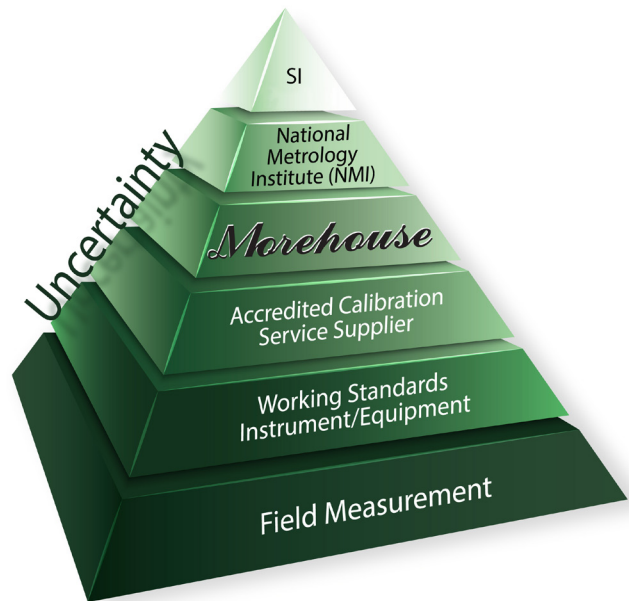 SI
National
Metrology
Institute (NMI)
Morehouse
Accredited Calibration
Service Supplier
Working Standards
Instrument/Equipment
Field Measurement
Uncertainty